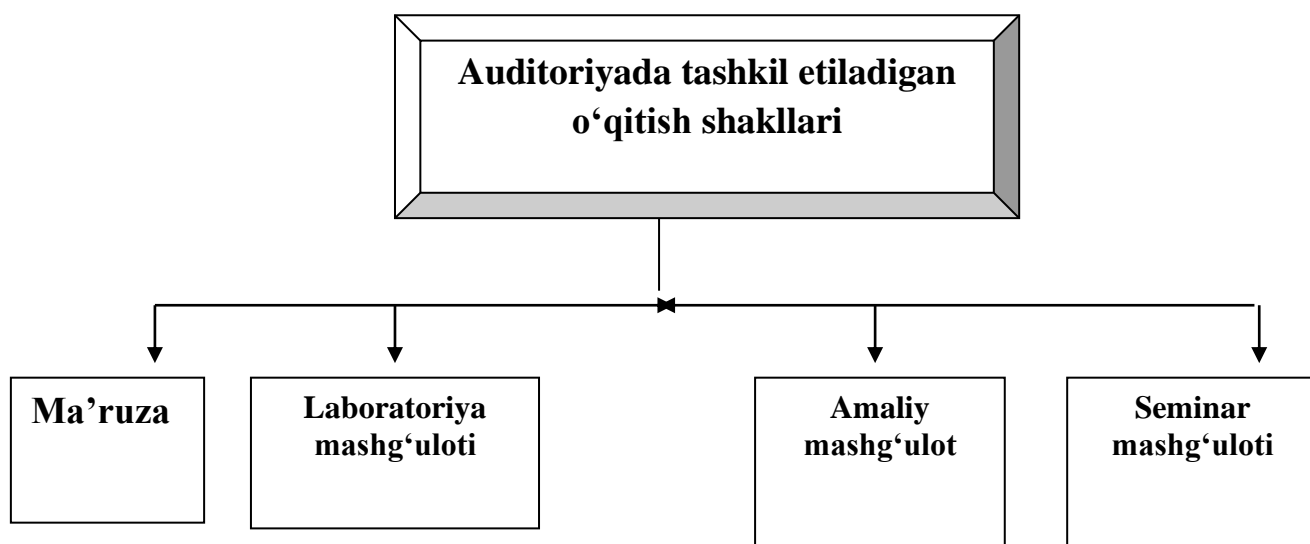 Auditoriyada tashkil etiladigan
o‘qitish shakllari
Ma’ruza
Laboratoriya
mashg‘uloti
Amaliy
mashg‘ulot
Seminar
mashg‘uloti